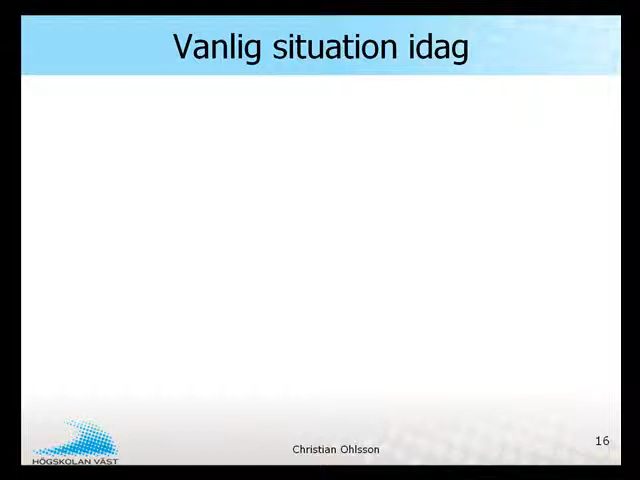 Vanlig situation idag
16
Christian Ohlsson
HÖGSKOLAN VÄST